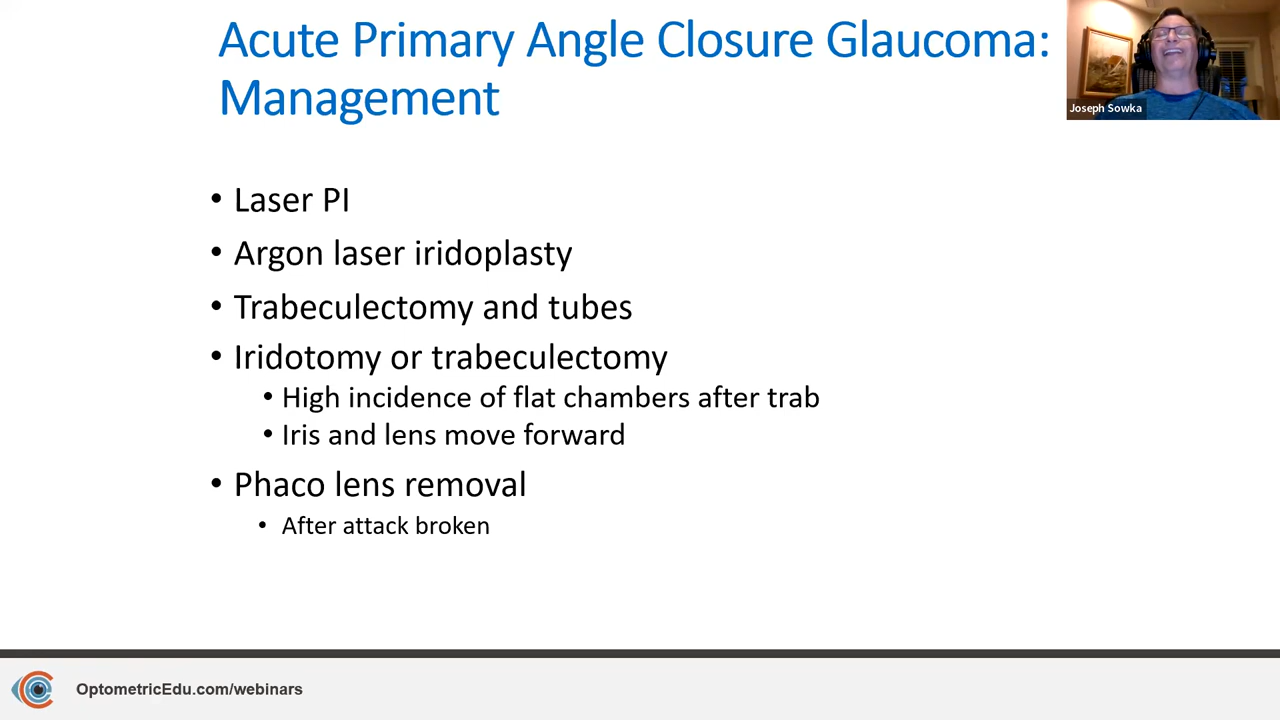 Acute Primary Angle Closure Glaucoma:
Management
Joseph Sowka
• Laser PI
• Argon laser iridoplasty
• Trabeculectomy and tubes
• Iridotomy or trabeculectomy
• High incidence of flat chambers after trab
• Iris and lens move forward
• Phaco lens removal
• After attack broken
OptometricEdu.com/webinars